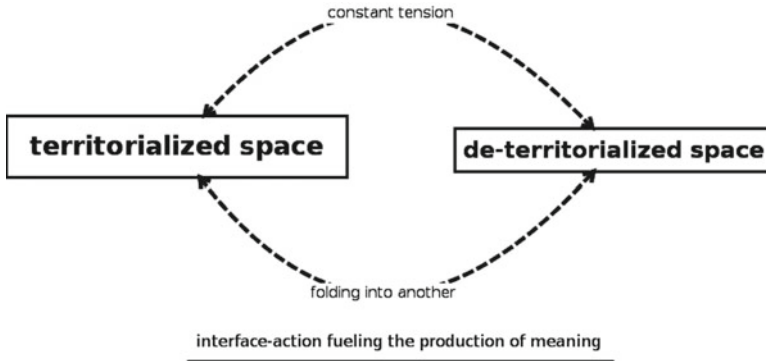 constant tension
territorialized space
de-territorialized space
folding into another
interface-action fueling the production of meaning